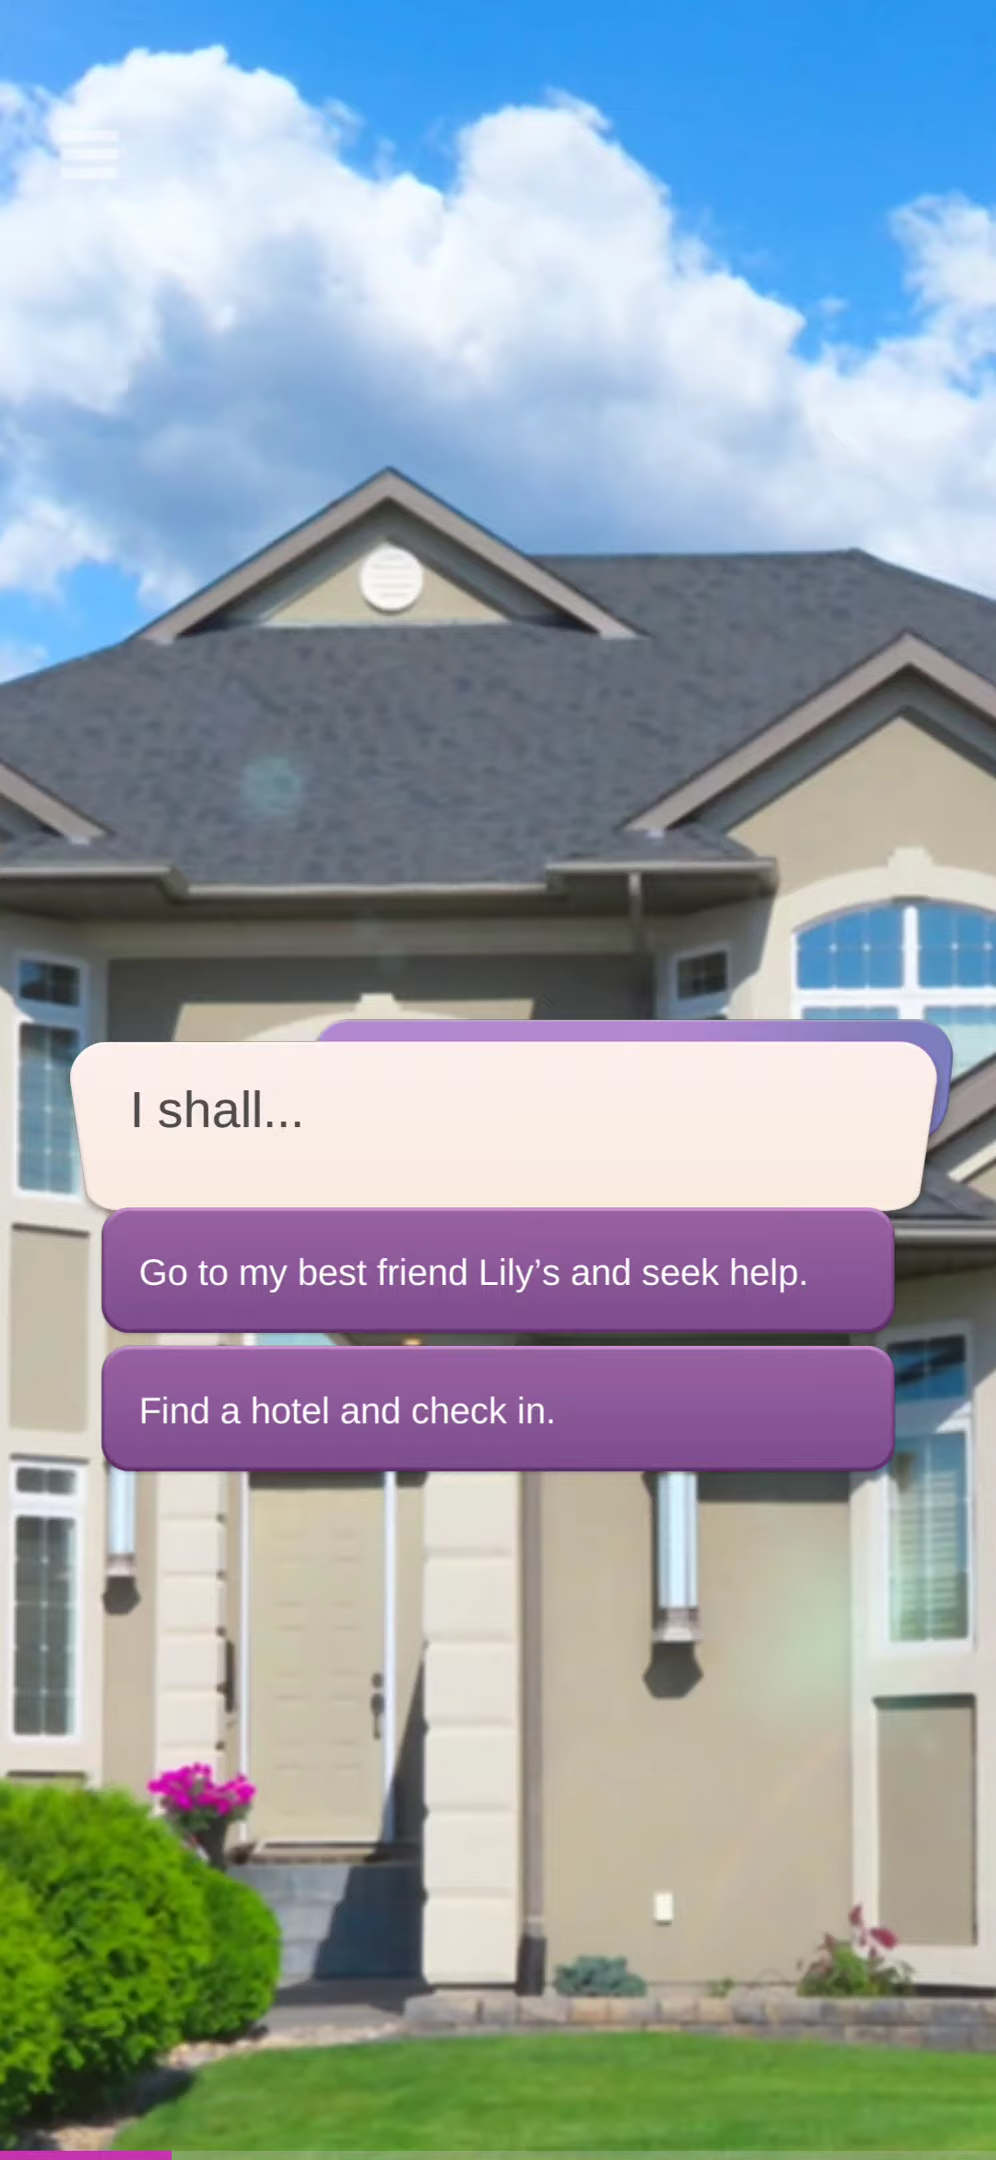 I shall...
Go to my best friend Lily’s and seek help.
Find a hotel and check in.